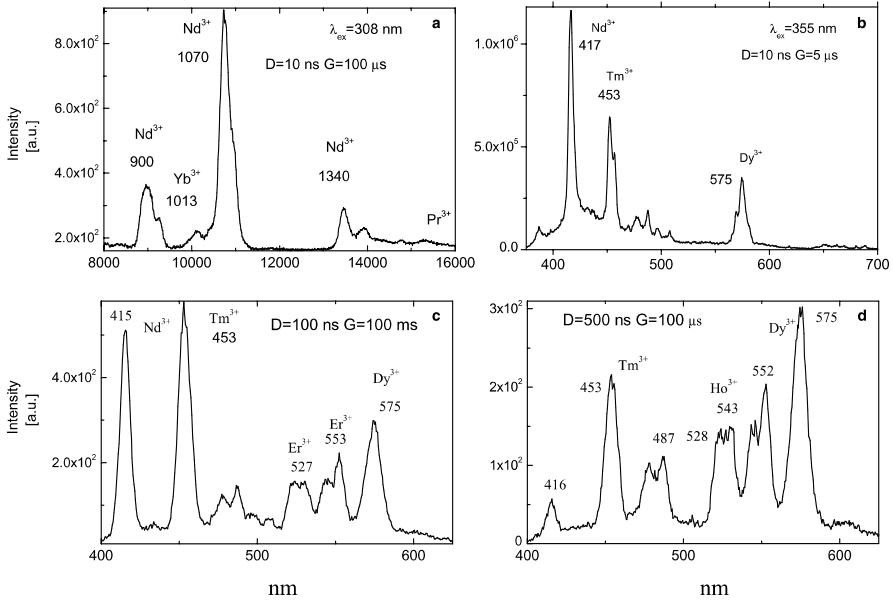 Nd3+
a
λex=308 nm
8.0x10²
1070
D=10 ns G=100 μs
6.0x10²
Intensity
[a.u.]
Nd3+
900
Nd3+
1340
Yb3+
1013
4.0x10²
Pr3+
2.0x10²
8000 10000 12000 14000 16000
b
Nd3+
417
λex=355 nm
D=10 ns G=5 μs
1.0x10⁶
Tm3+
453
5.0x10⁵
Dy3+
575
0.0
400 500 600 700
c
415
Nd3+
Tm3+
453
D=100 ns G=100 ms
Intensity
[a.u.]
4.0x10²
Dy3+
575
Er3+
527
Er3+
553
2.0x10²
400 500 600
nm
d
D=500 ns G=100 μs
3x10²
Dy3+
575
Tm3+
453
552
Ho3+
543
2x10²
487
528
1x10²
416
0
400 500 600
nm